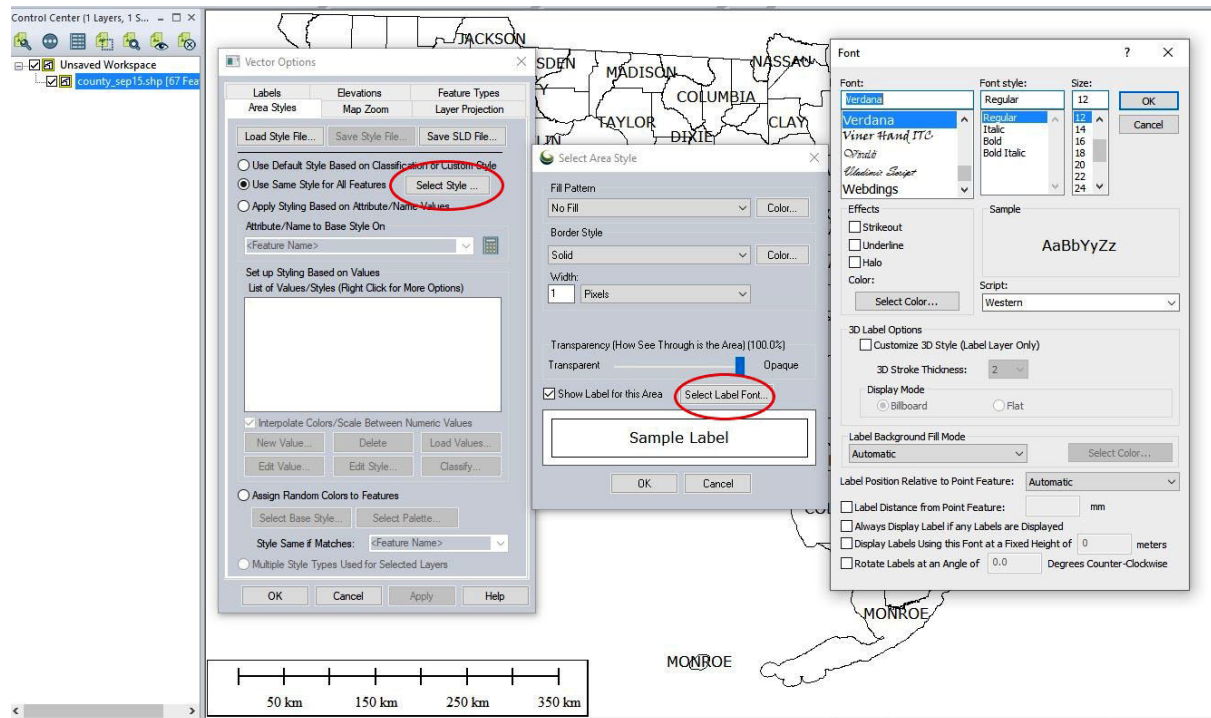 Control Center (1 Layers, 1 S...
Unsaved Workspace
county_sep15.shp [67 Fea
JACKSON
SDEN
MADISON
NASSAU
COLUMBIA
TAYLOR
DIXIE
CLAY
MONROE
MONROE
50 km
150 km
250 km
350 km
Vector Options
Labels
Elevations
Feature Types
Area Styles
Map Zoom
Layer Projection
Load Style File...
Save Style File...
Save SLD File...
Use Default Style Based on Classification or Custom Style
Use Same Style for All Features
Select Style ...
Apply Styling Based on Attribute/Name Values
Attribute/Name to Base Style On
<Feature Name>
Set up Styling Based on Values
List of Values/Styles (Right Click for More Options)
Interpolate Colors/Scale Between Numeric Values
New Value...
Delete
Load Values...
Edit Value...
Edit Style...
Classify...
Assign Random Colors to Features
Select Base Style...
Select Palette...
Style Same if Matches:
<Feature Name>
Multiple Style Types Used for Selected Layers
OK
Cancel
Apply
Help
Select Area Style
Fill Pattern
No Fill
Color...
Border Style
Solid
Color...
Width:
1
Pixels
Transparency (How See Through is the Area) (100.0%)
Transparent
Opaque
Show Label for this Area
Select Label Font...
Sample Label
OK
Cancel
Font
Font:
Font style:
Size:
Verdana
Regular
12
OK
Cancel
Verdana
Viner Hand ITC
Vivaldi
Vladimir Script
Webdings
Regular
Italic
Bold
Bold Italic
12
14
16
18
20
22
24
Effects
Strikeout
Underline
Halo
Color:
Select Color...
Sample
AaBbYyZz
Script:
Western
3D Label Options
Customize 3D Style (Label Layer Only)
3D Stroke Thickness:
2
Display Mode
Billboard
Flat
Label Background Fill Mode
Automatic
Select Color...
Label Position Relative to Point Feature:
Automatic
Label Distance from Point Feature:
mm
Always Display Label if any Labels are Displayed
Display Labels Using this Font at a Fixed Height of
0
meters
Rotate Labels at an Angle of
0.0
Degrees Counter-Clockwise